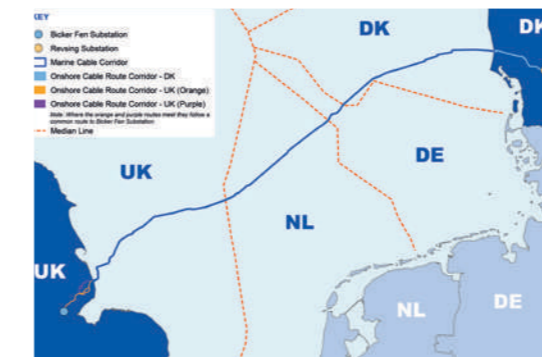 KEY
Bicker Fen Substation
Revsing Substation
Marine Cable Corridor
Onshore Cable Route Corridor - DK
Onshore Cable Route Corridor - UK (Orange)
Onshore Cable Route Corridor - UK (Purple)
Note: Where the orange and purple routes meet they follow a
common route to Bicker Fen Substation
Median Line
DK
DK
UK
DE
NL
UK
NL
DE